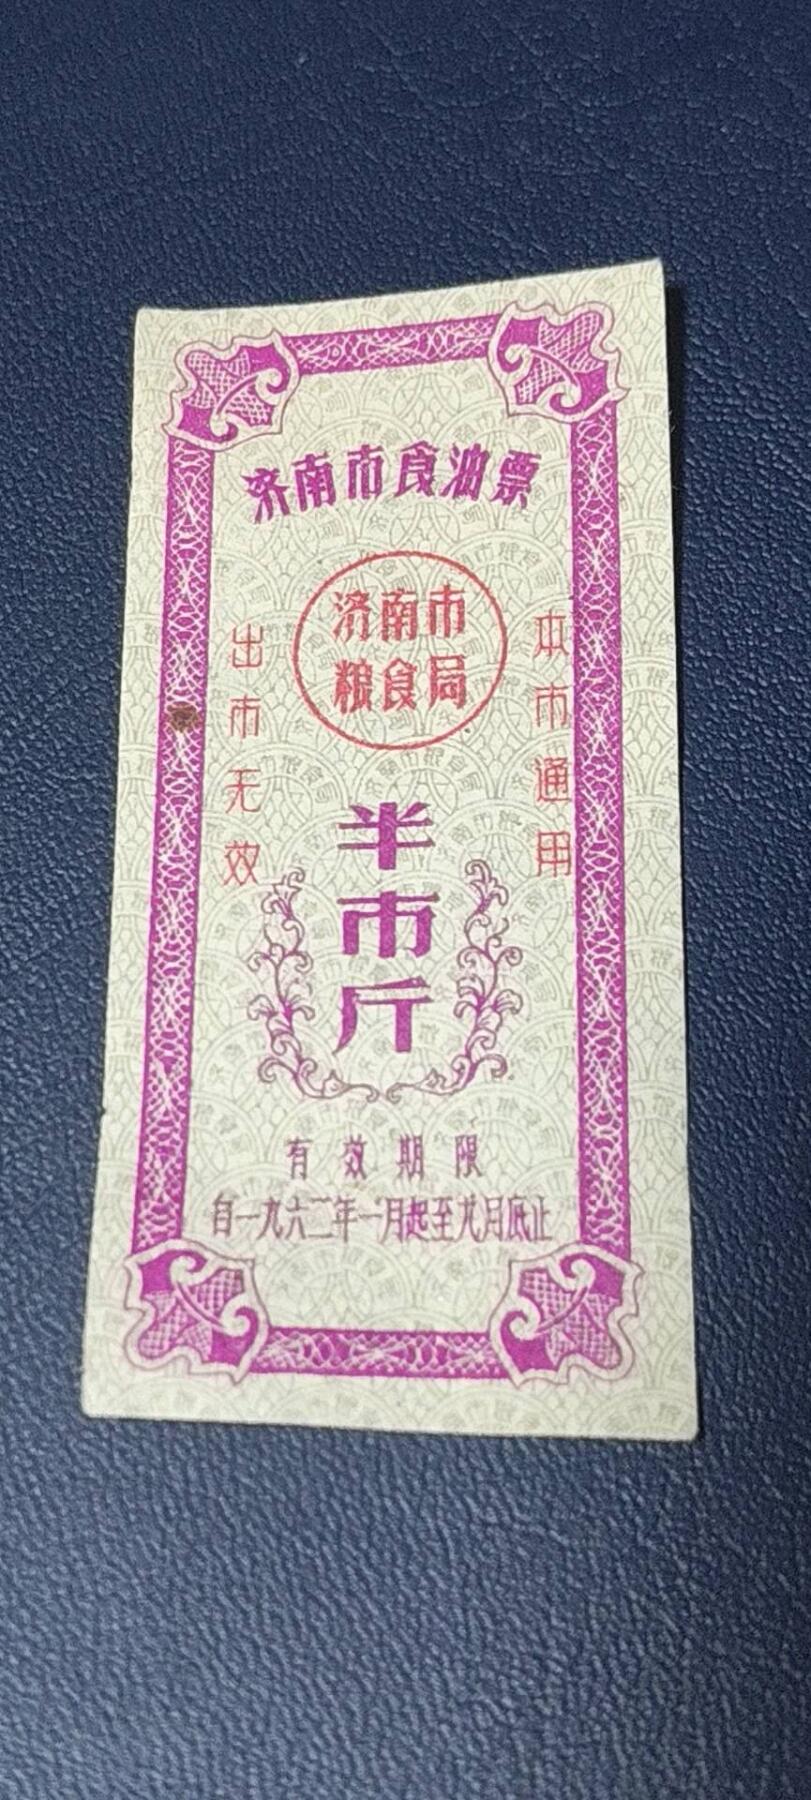 济南市食油票
济南市
粮食局
本市通用
出市无效
半市斤
有效期限
自一九六二年一月起至九月底止